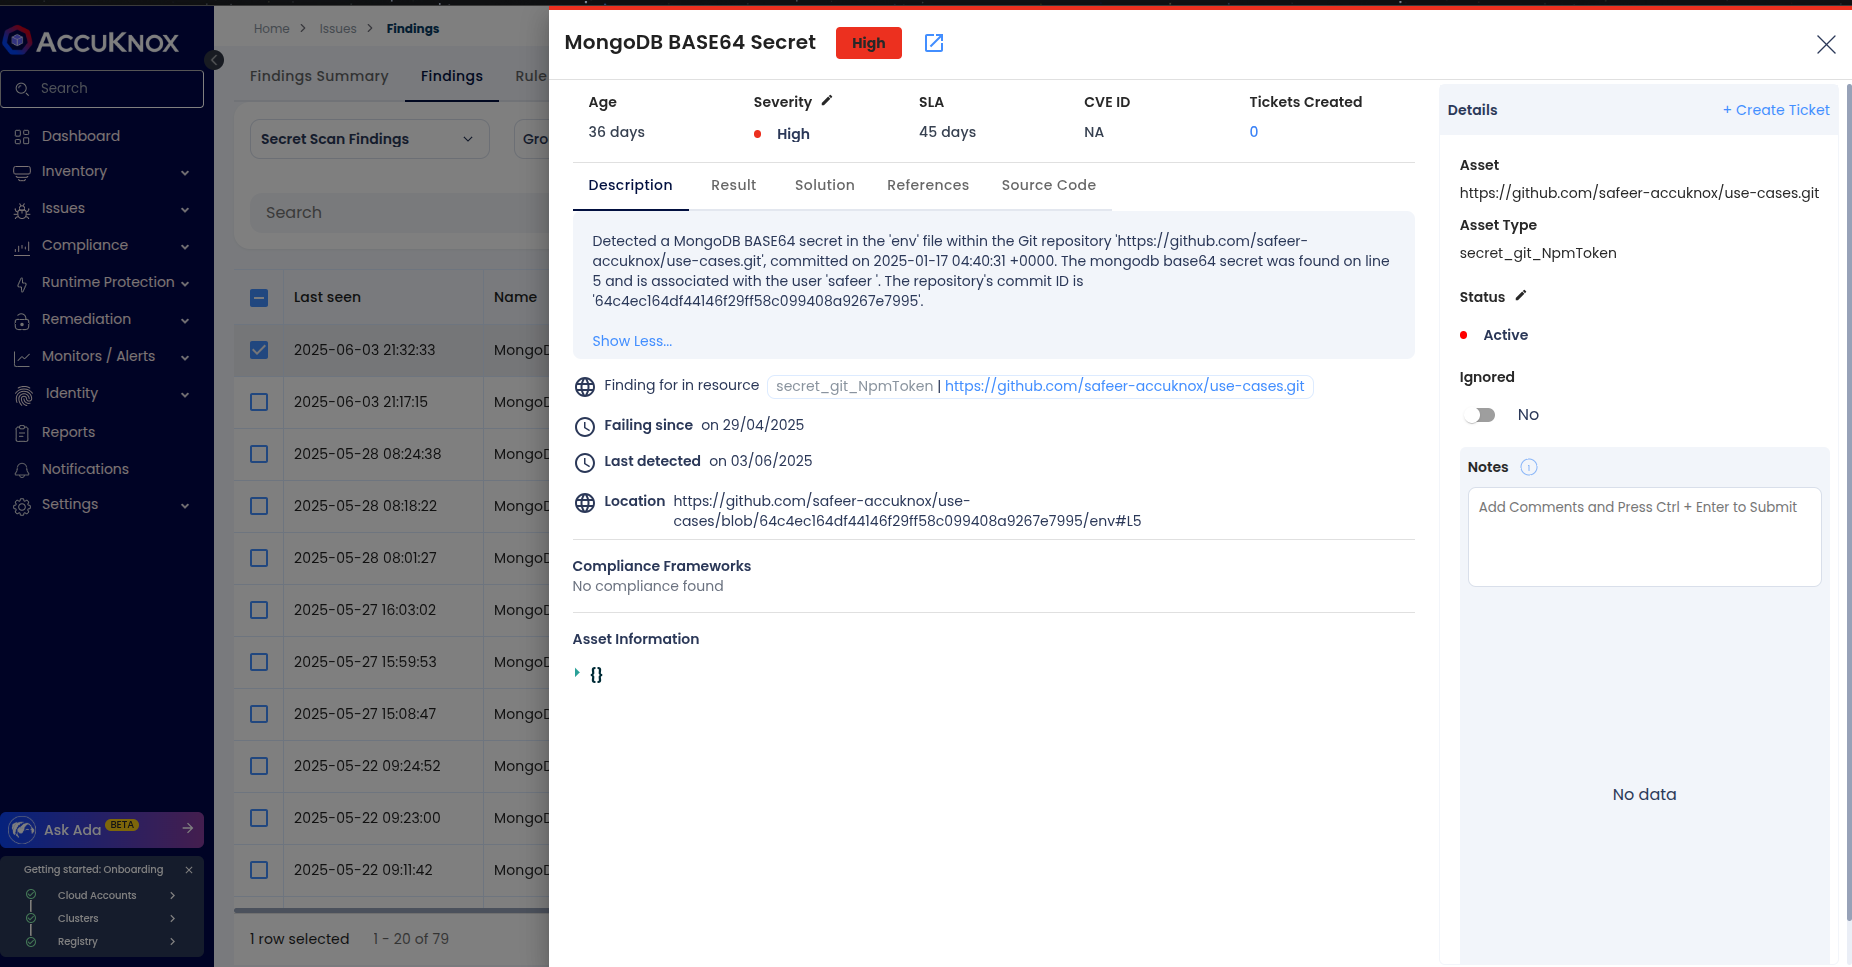 ACCUKNOX
Search
Dashboard
Inventory
Issues
Compliance
Runtime Protection
Remediation
Monitors / Alerts
Identity
Reports
Notifications
Settings
Ask Ada BETA
Getting started: Onboarding
Cloud Accounts
Clusters
Registry
Home > Issues > Findings
Findings Summary Findings Rule
Secret Scan Findings Gro
Search
Last seen Name
2025-06-03 21:32:33 MongoD
2025-06-03 21:17:15 MongoD
2025-05-28 08:24:38 MongoD
2025-05-28 08:18:22 MongoD
2025-05-28 08:01:27 MongoD
2025-05-27 16:03:02 MongoD
2025-05-27 15:59:53 MongoD
2025-05-27 15:08:47 MongoD
2025-05-22 09:24:52 MongoD
2025-05-22 09:23:00 MongoD
2025-05-22 09:11:42 MongoD
1 row selected 1 - 20 of 79
MongoDB BASE64 Secret High
Age Severity SLA CVE ID Tickets Created
36 days High 45 days NA 0
Description Result Solution References Source Code
Detected a MongoDB BASE64 secret in the 'env' file within the Git repository 'https://github.com/safeer-
accuknox/use-cases.git', committed on 2025-01-17 04:40:31 +0000. The mongodb base64 secret was found on line
5 and is associated with the user 'safeer '. The repository's commit ID is
'64c4ec164df44146f29ff58c099408a9267e7995'.
Show Less...
Finding for in resource secret_git_NpmToken | https://github.com/safeer-accuknox/use-cases.git
Failing since on 29/04/2025
Last detected on 03/06/2025
Location https://github.com/safeer-accuknox/use-
cases/blob/64c4ec164df44146f29ff58c099408a9267e7995/env#L5
Compliance Frameworks
No compliance found
Asset Information
{}
Details + Create Ticket
Asset
https://github.com/safeer-accuknox/use-cases.git
Asset Type
secret_git_NpmToken
Status
Active
Ignored
No
Notes
Add Comments and Press Ctrl + Enter to Submit
No data